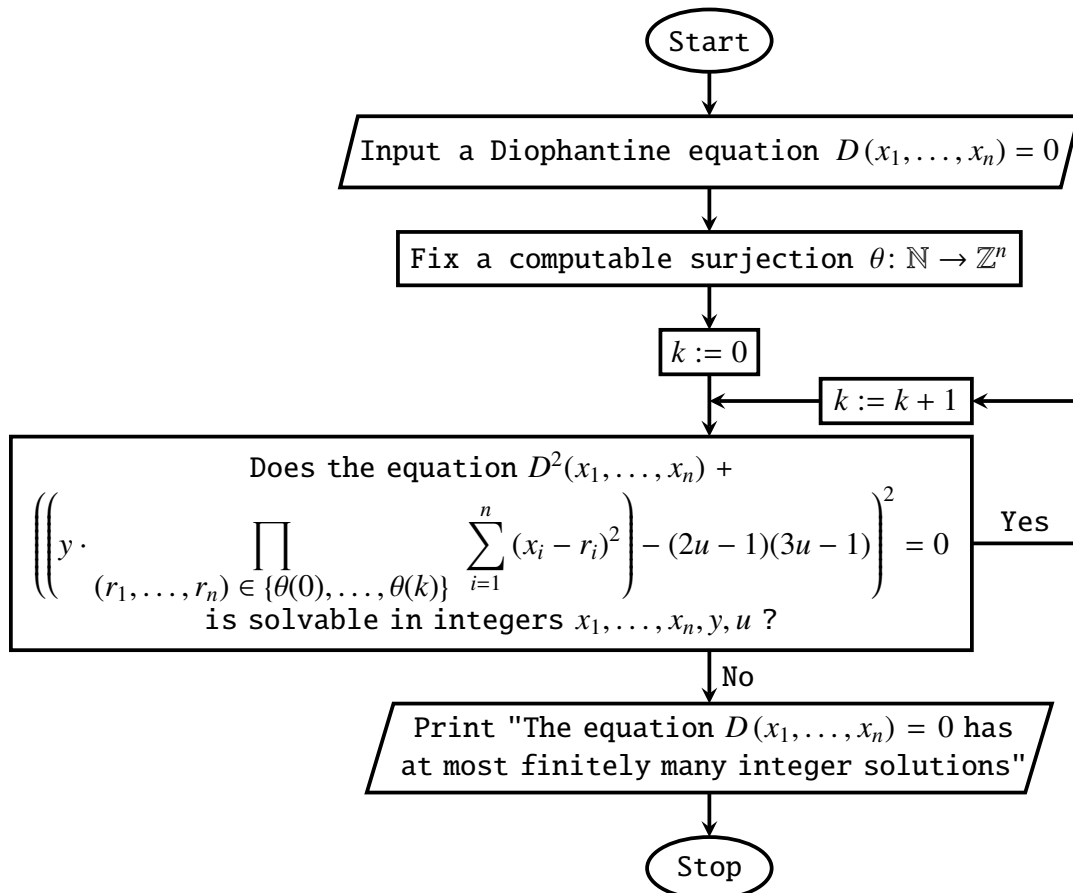 Start
Input a Diophantine equation D(x₁,…,xₙ) = 0
Fix a computable surjection θ: ℕ → ℤⁿ
k := 0
k := k + 1
Does the equation D²(x₁,…,xₙ) +
((y · ∏_{(r₁,…,rₙ) ∈ {θ(0),…,θ(k)}} ∑_{i=1}^{n} (xᵢ − rᵢ)²) − (2u − 1)(3u − 1))² = 0
is solvable in integers x₁,…,xₙ, y, u ?
Yes
No
Print "The equation D(x₁,…,xₙ) = 0 has
at most finitely many integer solutions"
Stop